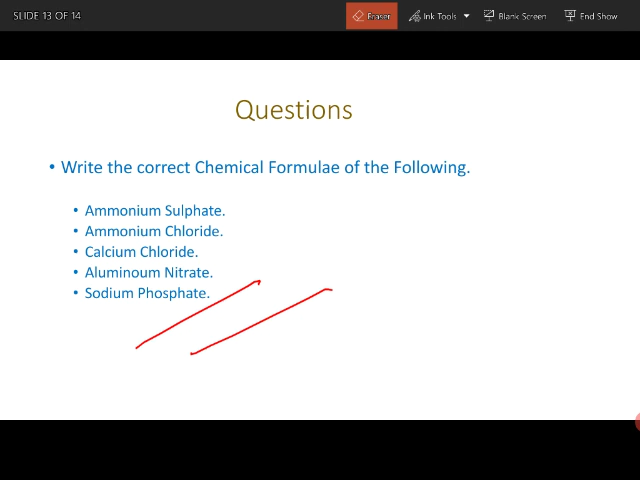 SLIDE 13 OF 14 Eraser Ink Tools Blank Screen End Show
Questions
• Write the correct Chemical Formulae of the Following.
• Ammonium Sulphate.
• Ammonium Chloride.
• Calcium Chloride.
• Aluminoum Nitrate.
• Sodium Phosphate.